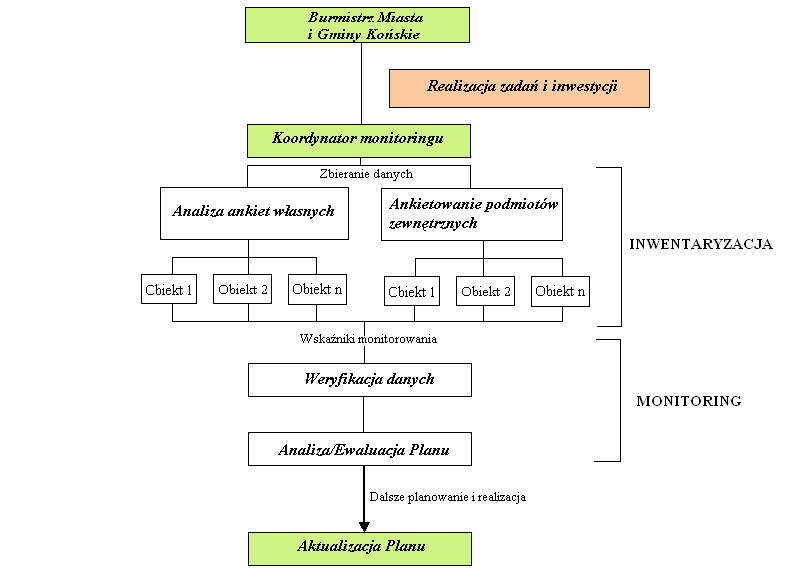 Burmistrz Miasta
i Gminy Końskie
Realizacja zadań i inwestycji
Koordynator monitoringu
Zbieranie danych
Analiza ankiet własnych
Ankietowanie podmiotów
zewnętrznych
INWENTARYZACJA
Cbiekt 1
Obiekt 2
Obiekt n
Cbiekt 1
Obiekt 2
Obiekt n
Wskaźniki monitorowania
Weryfikacja danych
MONITORING
Analiza/Ewaluacja Planu
Dalsze planowanie i realizacja
Aktualizacja Planu